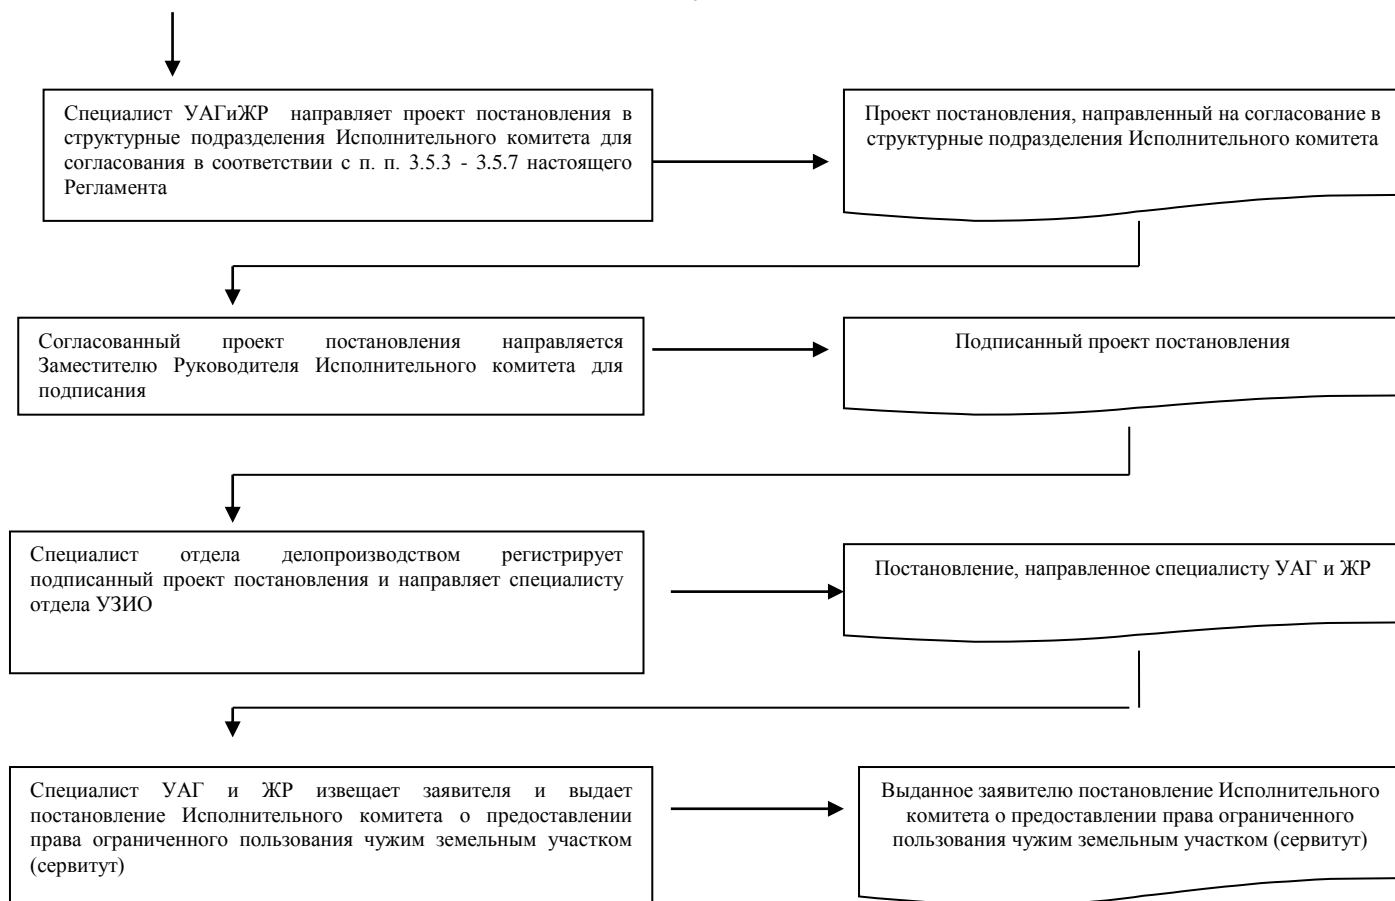 Специалист УАГиЖР направляет проект постановления в
структурные подразделения Исполнительного комитета для
согласования в соответствии с п. п. 3.5.3 - 3.5.7 настоящего
Регламента
Проект постановления, направленный на согласование в
структурные подразделения Исполнительного комитета
Согласованный проект постановления направляется
Заместителю Руководителя Исполнительного комитета для
подписания
Подписанный проект постановления
Специалист отдела делопроизводством регистрирует
подписанный проект постановления и направляет специалисту
отдела УЗИО
Постановление, направленное специалисту УАГ и ЖР
Специалист УАГ и ЖР извещает заявителя и выдает
постановление Исполнительного комитета о предоставлении
права ограниченного пользования чужим земельным участком
(сервитут)
Выданное заявителю постановление Исполнительного
комитета о предоставлении права ограниченного
пользования чужим земельным участком (сервитут)